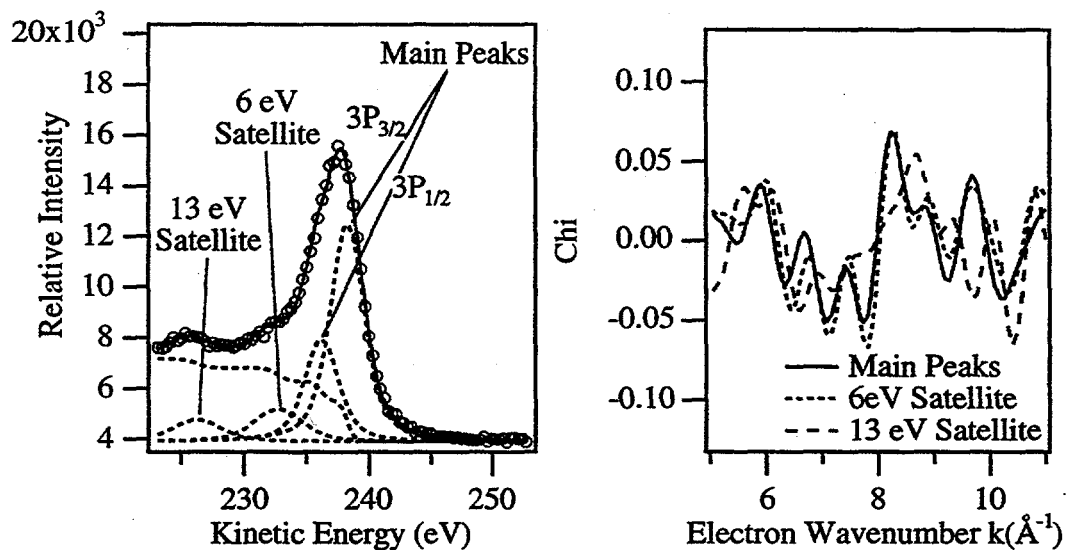 20x10³
18
16
14
12
10
8
6
4
Relative Intensity
Main Peaks
6 eV
Satellite
3P₃/₂
3P₁/₂
13 eV
Satellite
230
240
250
Kinetic Energy (eV)
0.10
0.05
0.00
-0.05
-0.10
Chi
Main Peaks
6eV Satellite
13 eV Satellite
6
8
10
Electron Wavenumber k(Å⁻¹)